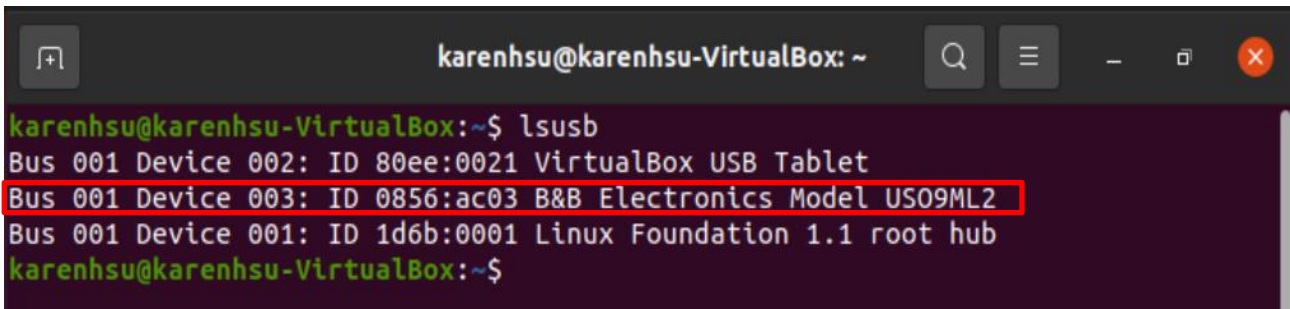 karenhsu@karenhsu-VirtualBox: ~
karenhsu@karenhsu-VirtualBox:~$ lsusb
Bus 001 Device 002: ID 80ee:0021 VirtualBox USB Tablet
Bus 001 Device 003: ID 0856:ac03 B&B Electronics Model USO9ML2
Bus 001 Device 001: ID 1d6b:0001 Linux Foundation 1.1 root hub
karenhsu@karenhsu-VirtualBox:~$